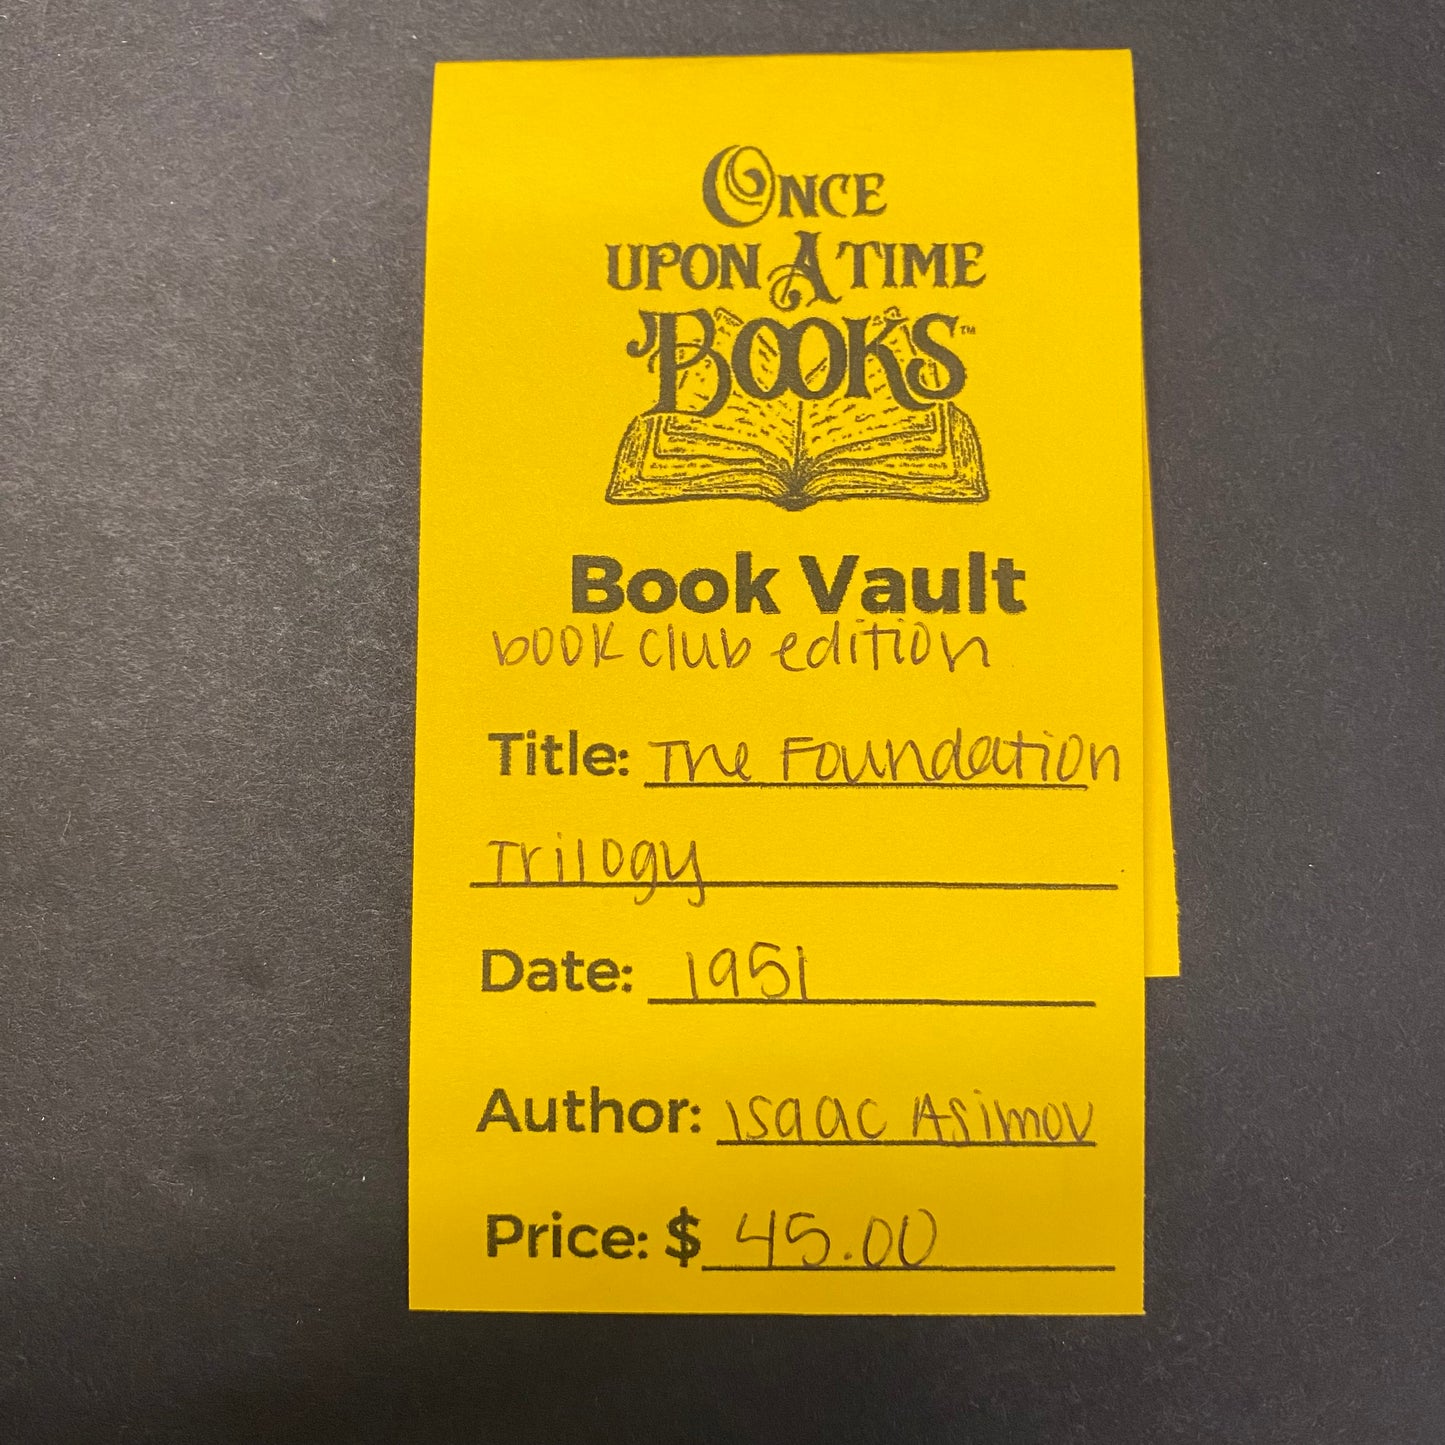 ONCE
UPON A TIME
BOOKS™
Book Vault
book club edition
Title: The Foundation
Trilogy
Date: 1951
Author: Isaac Asimov
Price: $ 45.00